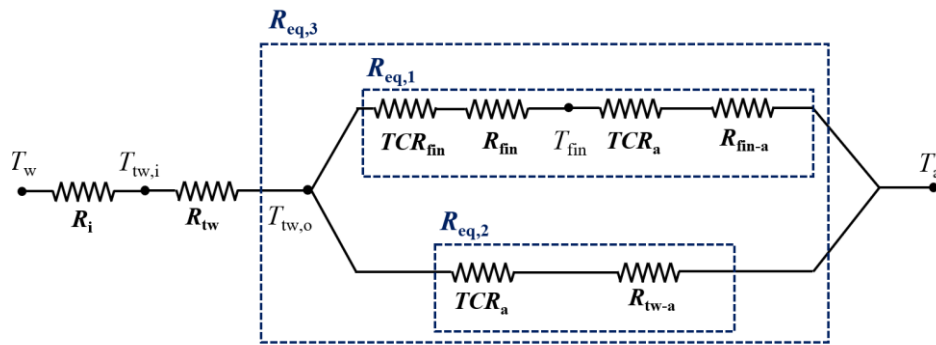 R_eq,3
R_eq,1
TCR_fin R_fin T_fin TCR_a R_fin-a
T_w T_tw,i T_a
R_i R_tw T_tw,o
R_eq,2
TCR_a R_tw-a